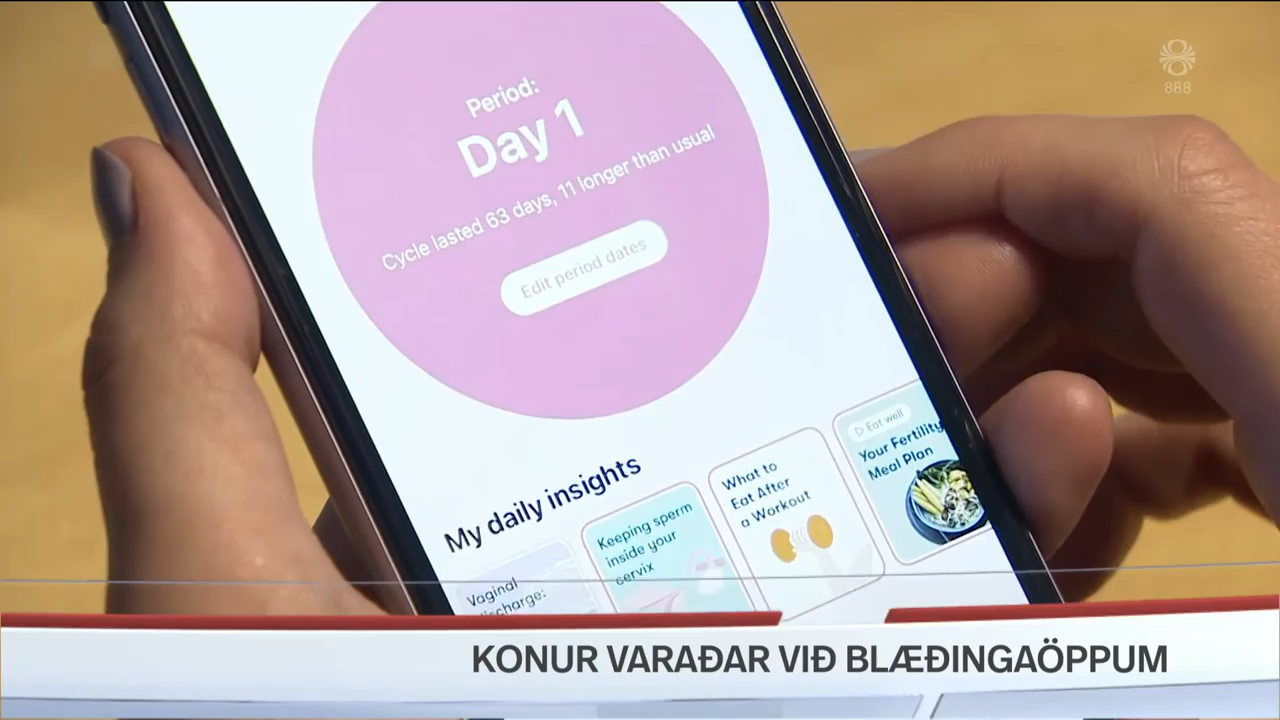 888
Period:
Day 1
Cycle lasted 63 days, 11 longer than usual
Edit period dates
My daily insights
Vaginal
discharge:
Keeping sperm
inside your
cervix
What to
Eat After
a Workout
Eat well
Your Fertility
Meal Plan
KONUR VARAÐAR VIÐ BLÆÐINGAÖPPUM